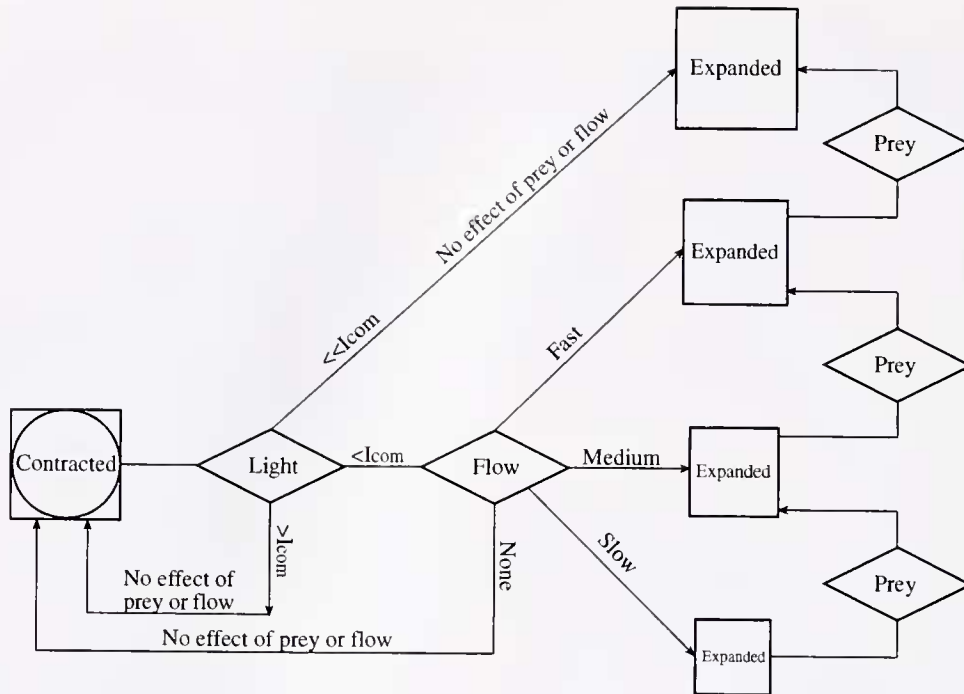 Expanded
Prey
No effect of prey or flow
<<Icom
Expanded
Fast
Prey
Contracted
Light
<Icom
Flow
Medium
Expanded
>Icom
None
Slow
No effect of
prey or flow
Prey
No effect of prey or flow
Expanded